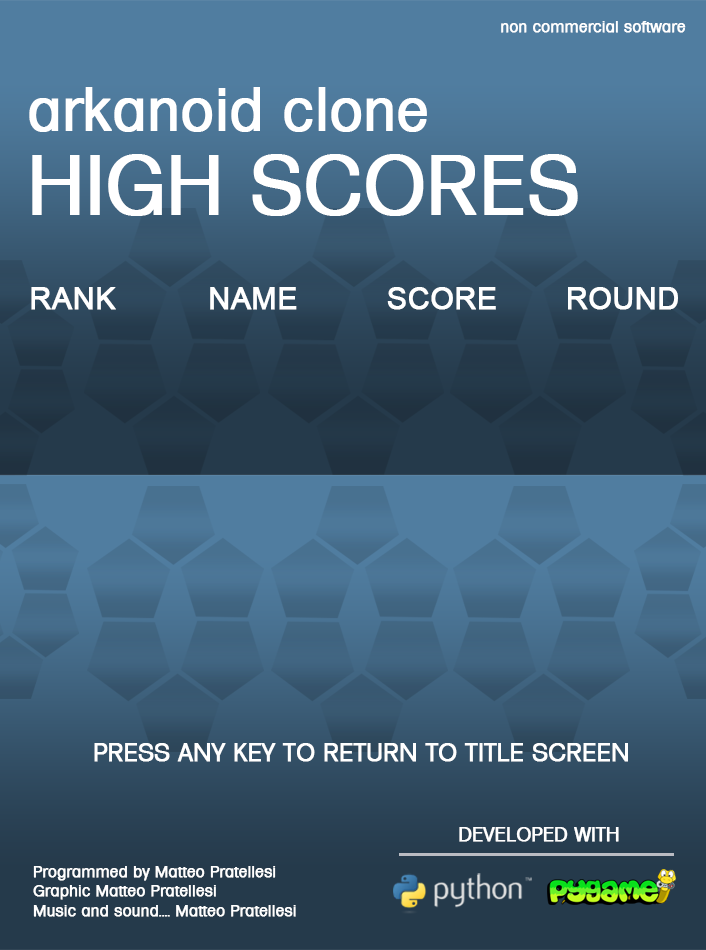 non commercial software
arkanoid clone
HIGH SCORES
RANK NAME SCORE ROUND
PRESS ANY KEY TO RETURN TO TITLE SCREEN
DEVELOPED WITH
python™ pygame
Programmed by Matteo Pratellesi
Graphic Matteo Pratellesi
Music and sound.... Matteo Pratellesi